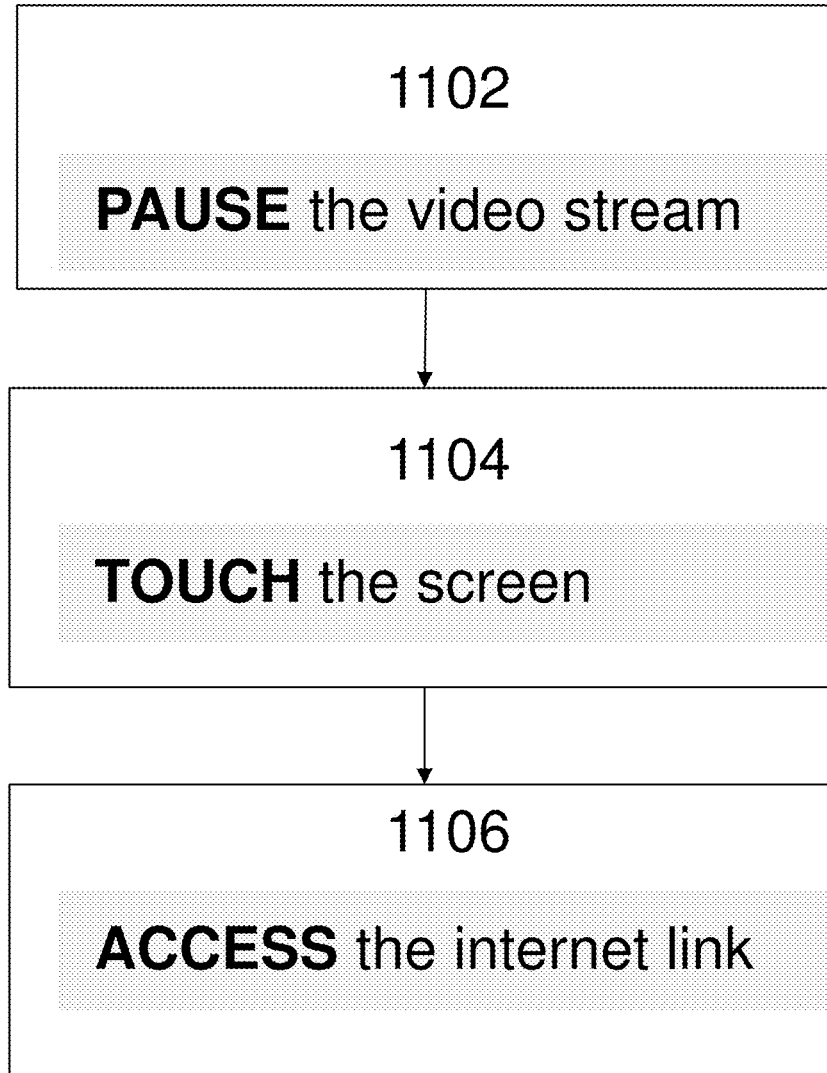 1102
PAUSE the video stream
1104
TOUCH the screen
1106
ACCESS the internet link